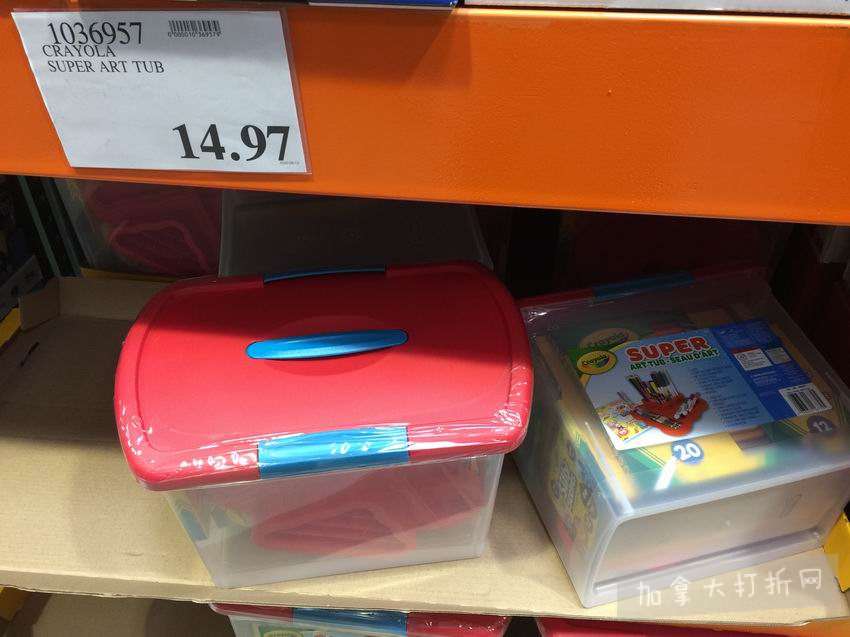 1036957
0000010369579
CRAYOLA
SUPER ART TUB
14.97
Crayola
SUPER
ART TUB • SEAU D'ART
20
12
加拿大打折网